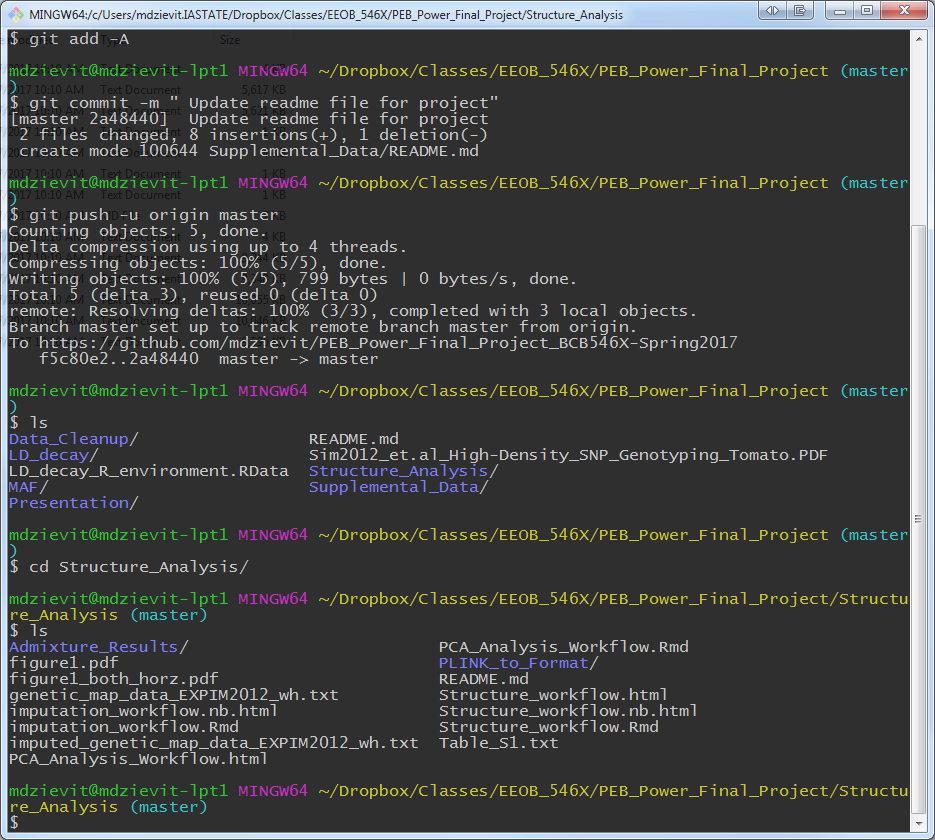 MINGW64:/c/Users/mdzievit.IASTATE/Dropbox/Classes/EEOB_546X/PEB_Power_Final_Project/Structure_Analysis
$ git add -A
mdzievit@mdzievit-lpt1 MINGW64 ~/Dropbox/Classes/EEOB_546X/PEB_Power_Final_Project (master
)
$ git commit -m " Update readme file for project"
[master 2a48440]  Update readme file for project
 2 files changed, 8 insertions(+), 1 deletion(-)
 create mode 100644 Supplemental_Data/README.md
mdzievit@mdzievit-lpt1 MINGW64 ~/Dropbox/Classes/EEOB_546X/PEB_Power_Final_Project (master
)
$ git push -u origin master
Counting objects: 5, done.
Delta compression using up to 4 threads.
Compressing objects: 100% (5/5), done.
Writing objects: 100% (5/5), 799 bytes | 0 bytes/s, done.
Total 5 (delta 3), reused 0 (delta 0)
remote: Resolving deltas: 100% (3/3), completed with 3 local objects.
Branch master set up to track remote branch master from origin.
To https://github.com/mdzievit/PEB_Power_Final_Project_BCB546X-Spring2017
   f5c80e2..2a48440  master -> master
mdzievit@mdzievit-lpt1 MINGW64 ~/Dropbox/Classes/EEOB_546X/PEB_Power_Final_Project (master
)
$ ls
Data_Cleanup/                 README.md
LD_decay/                     Sim2012_et.al_High-Density_SNP_Genotyping_Tomato.PDF
LD_decay_R_environment.RData  Structure_Analysis/
MAF/                          Supplemental_Data/
Presentation/
mdzievit@mdzievit-lpt1 MINGW64 ~/Dropbox/Classes/EEOB_546X/PEB_Power_Final_Project (master
)
$ cd Structure_Analysis/
mdzievit@mdzievit-lpt1 MINGW64 ~/Dropbox/Classes/EEOB_546X/PEB_Power_Final_Project/Structu
re_Analysis (master)
$ ls
Admixture_Results/                         PCA_Analysis_Workflow.Rmd
figure1.pdf                                PLINK_to_Format/
figure1_both_horz.pdf                      README.md
genetic_map_data_EXPIM2012_wh.txt          Structure_workflow.html
imputation_workflow.nb.html                Structure_workflow.nb.html
imputation_workflow.Rmd                    Structure_workflow.Rmd
imputed_genetic_map_data_EXPIM2012_wh.txt  Table_S1.txt
PCA_Analysis_Workflow.html
mdzievit@mdzievit-lpt1 MINGW64 ~/Dropbox/Classes/EEOB_546X/PEB_Power_Final_Project/Structu
re_Analysis (master)
$